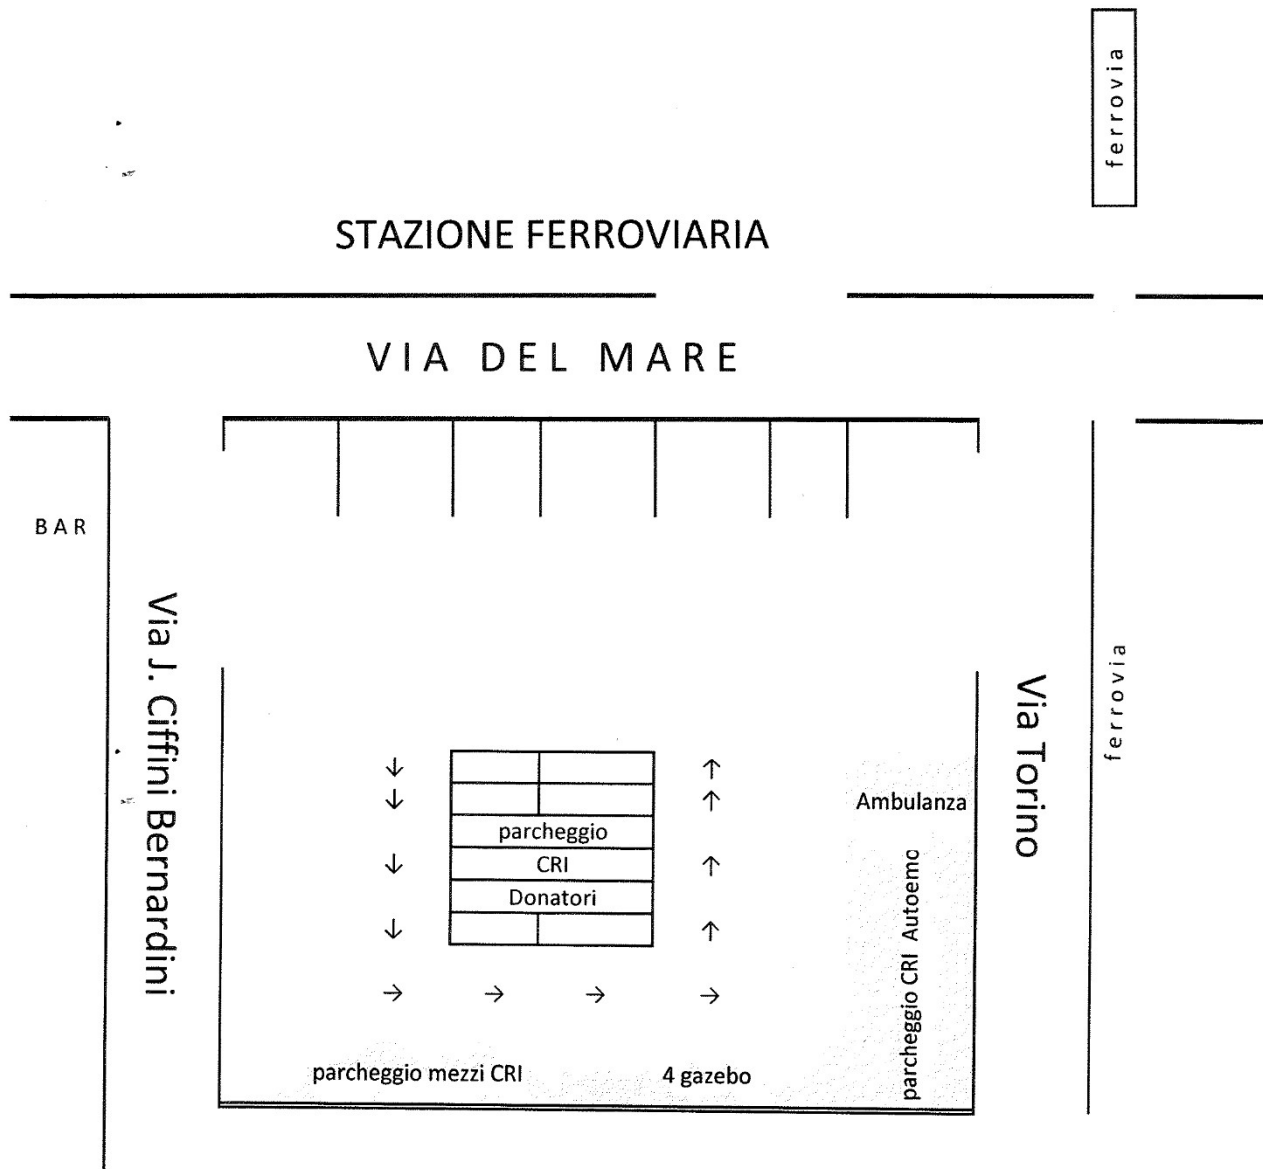 ferrovia
STAZIONE FERROVIARIA
VIA DEL MARE
BAR
Via J. Ciffini Bernardini
parcheggio
CRI
Donatori
Ambulanza
parcheggio CRI Autoemo
parcheggio mezzi CRI
4 gazebo
Via Torino
ferrovia